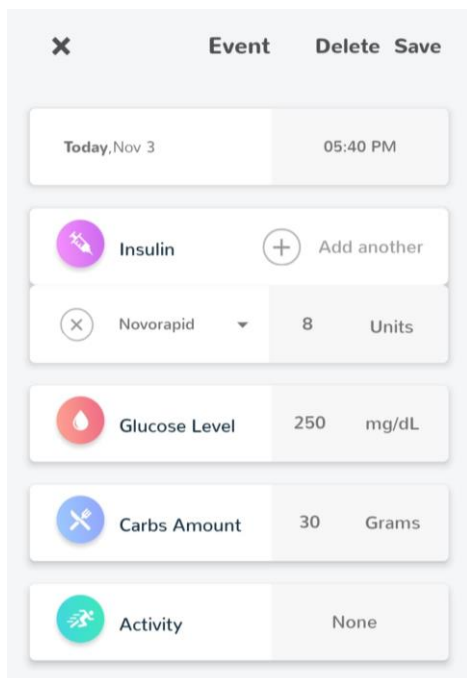 Event Delete Save
Today,Nov 3 05:40 PM
Insulin Add another
Novorapid 8 Units
Glucose Level 250 mg/dL
Carbs Amount 30 Grams
Activity None